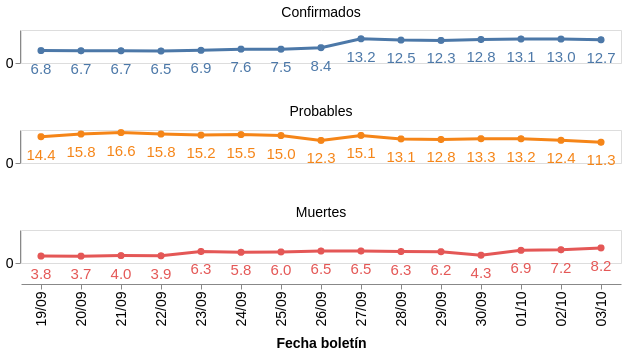 Confirmados
0
6.8 6.7 6.7 6.5 6.9 7.6 7.5 8.4 13.2 12.5 12.3 12.8 13.1 13.0 12.7
Probables
0
14.4 15.8 16.6 15.8 15.2 15.5 15.0 12.3 15.1 13.1 12.8 13.3 13.2 12.4 11.3
Muertes
0
3.8 3.7 4.0 3.9 6.3 5.8 6.0 6.5 6.5 6.3 6.2 4.3 6.9 7.2 8.2
19/09 20/09 21/09 22/09 23/09 24/09 25/09 26/09 27/09 28/09 29/09 30/09 01/10 02/10 03/10
Fecha boletín